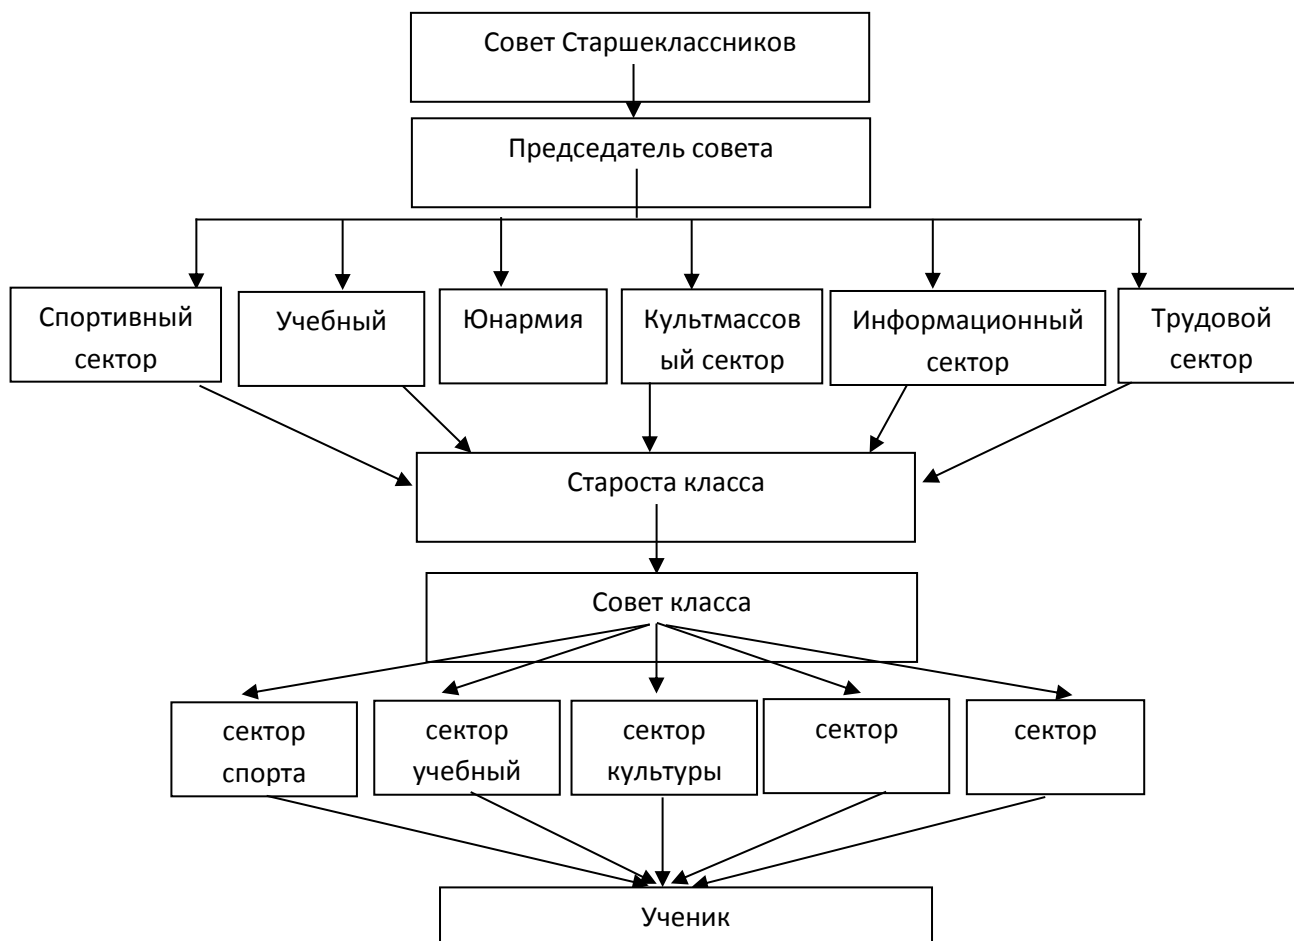 Совет Старшеклассников
Председатель совета
Спортивный
сектор
Учебный
Юнармия
Культмассов
ый сектор
Информационный
сектор
Трудовой
сектор
Староста класса
Совет класса
сектор
спорта
сектор
учебный
сектор
культуры
сектор
сектор
Ученик